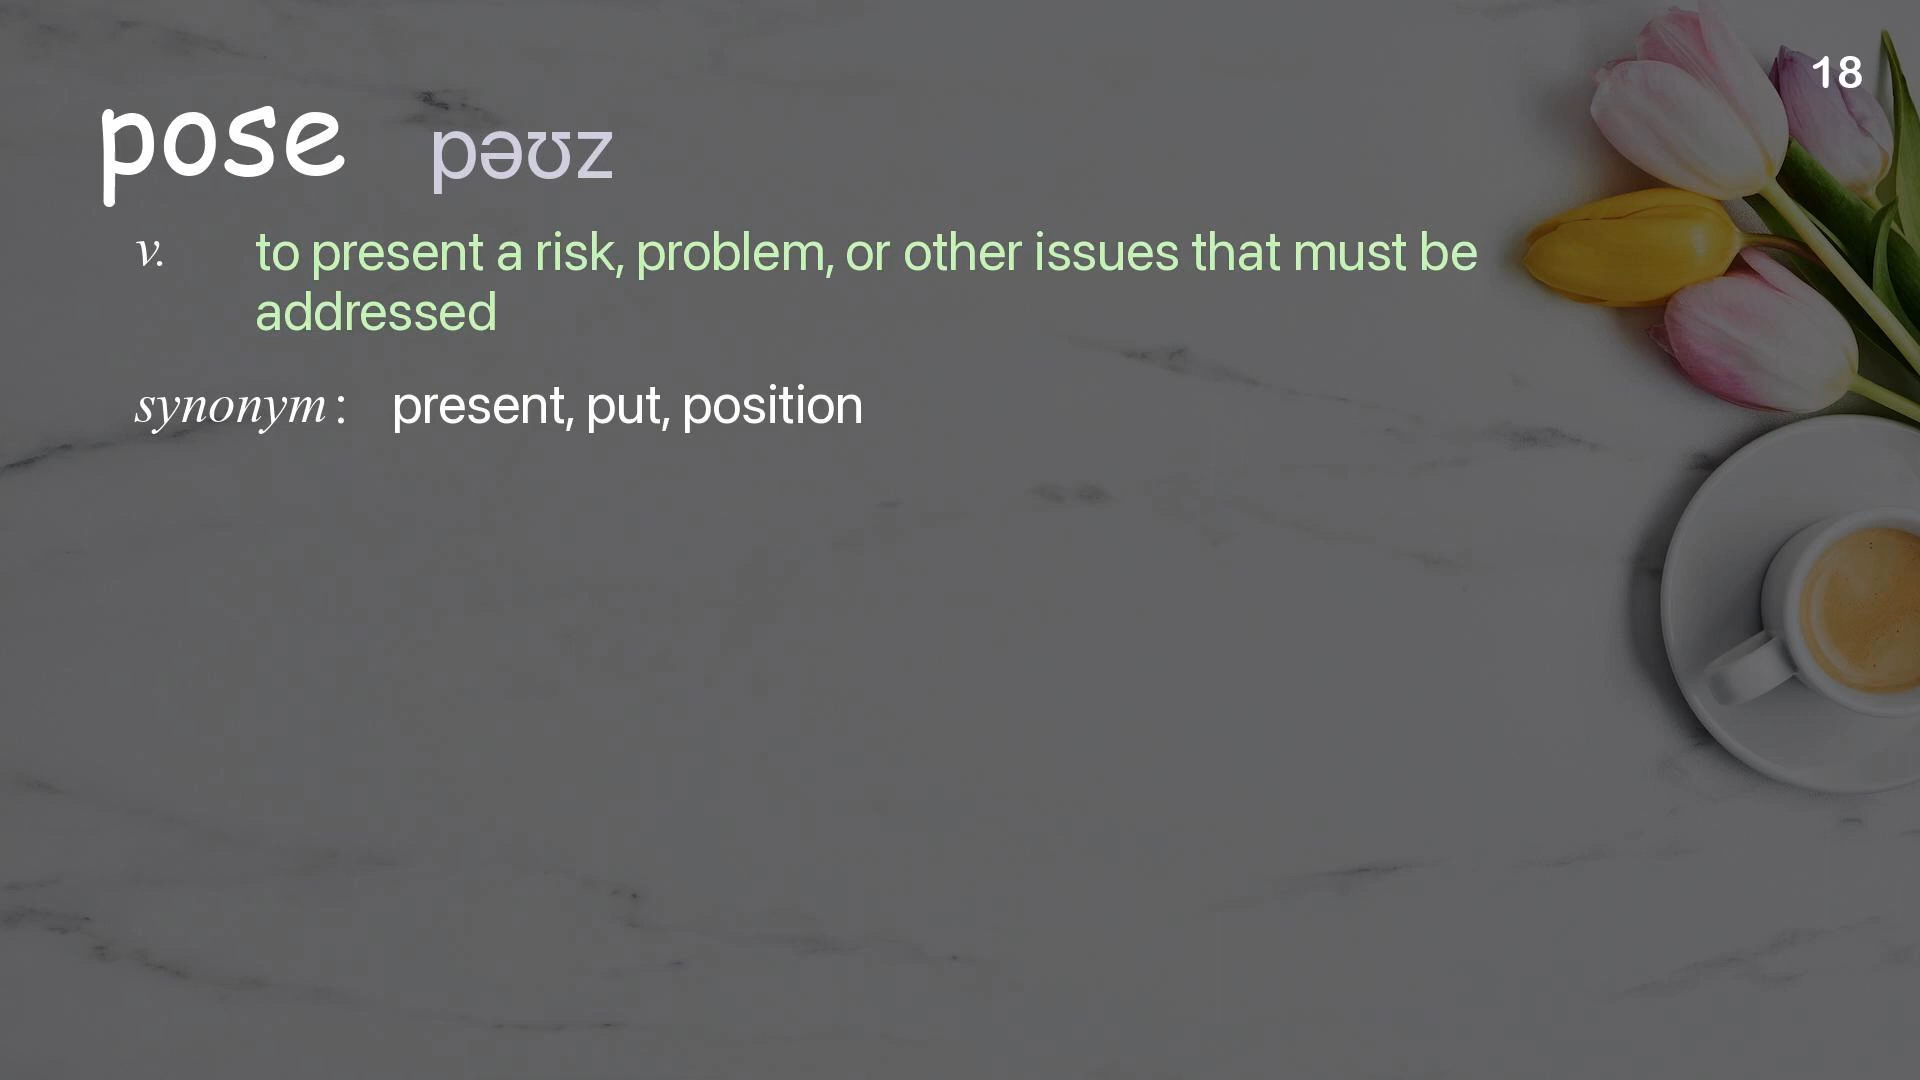 18
pose pəʊz
v. to present a risk, problem, or other issues that must be
addressed
synonym: present, put, position